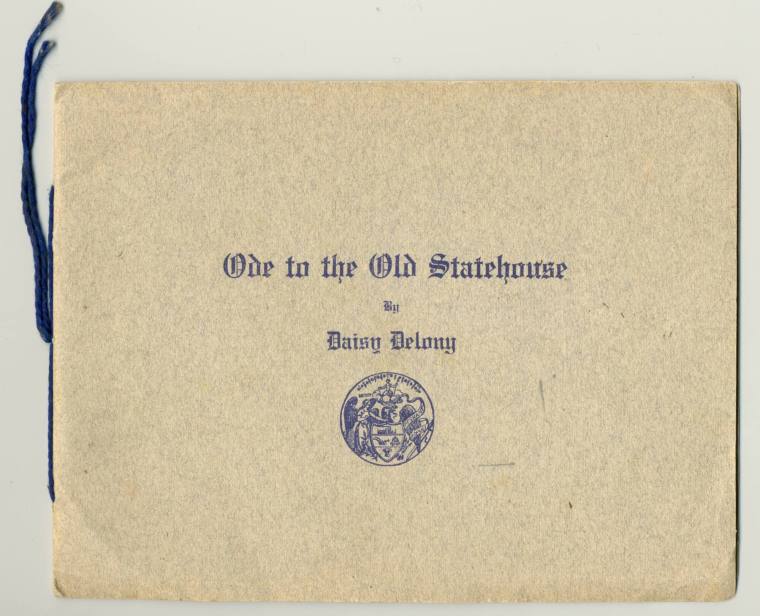 Ode to the Old Statehouse
By
Daisy Delony